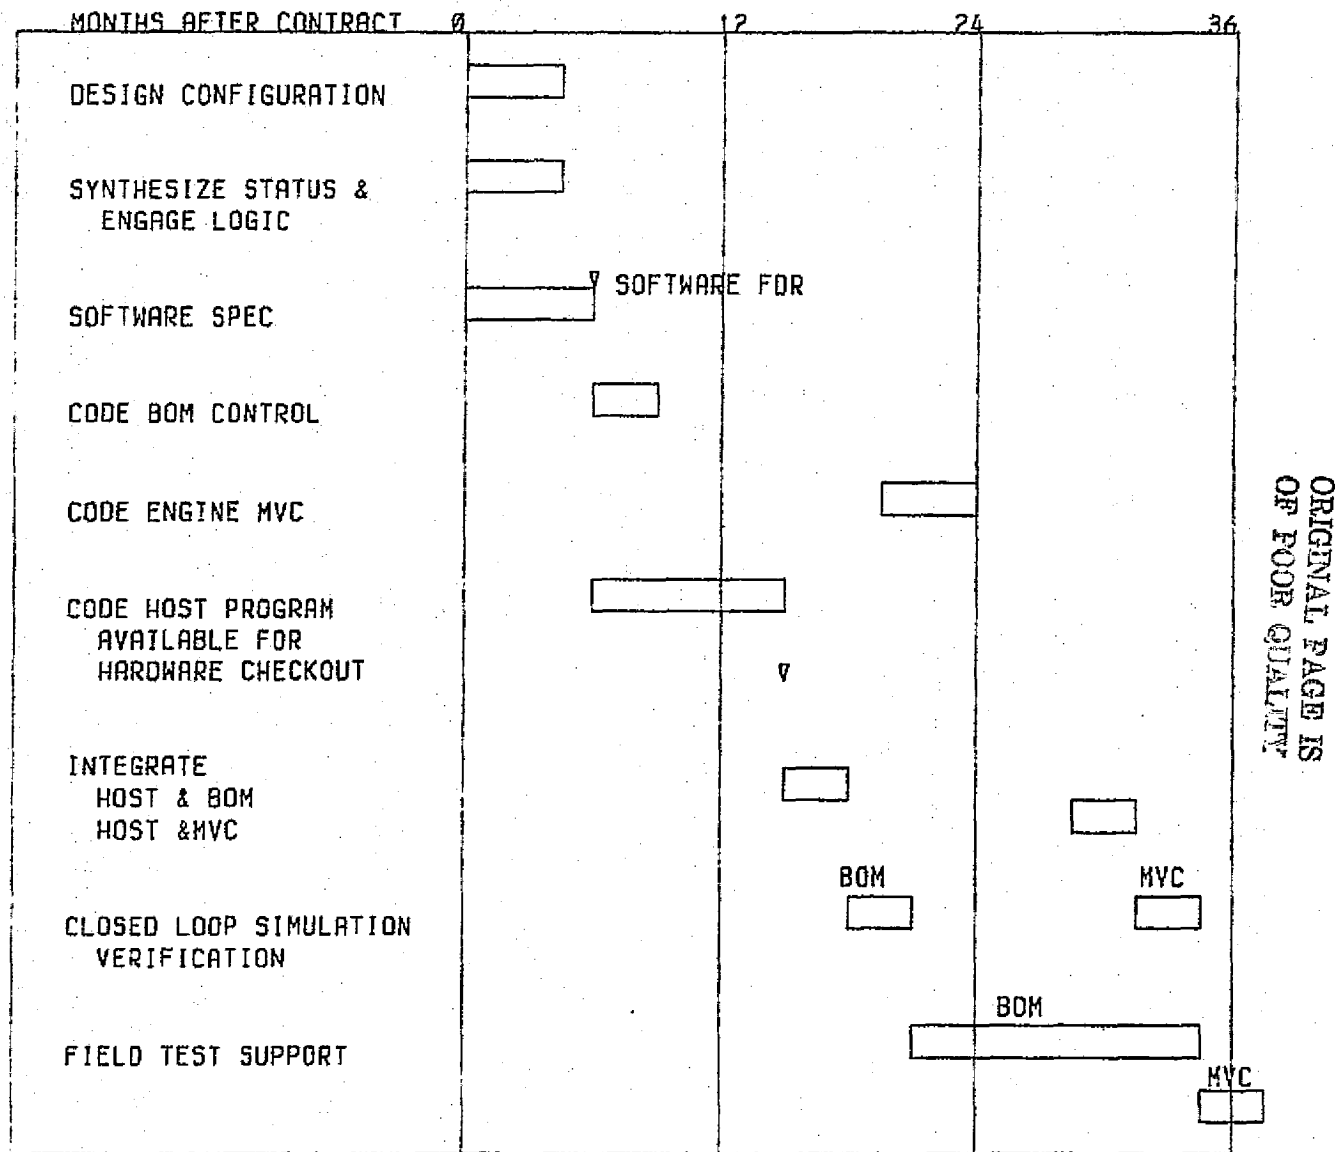 MONTHS AFTER CONTRACT 0 12 24 36
DESIGN CONFIGURATION
SYNTHESIZE STATUS &
ENGAGE LOGIC
SOFTWARE FDR
SOFTWARE SPEC
CODE BOM CONTROL
CODE ENGINE MVC
CODE HOST PROGRAM
AVAILABLE FOR
HARDWARE CHECKOUT
INTEGRATE
HOST & BOM
HOST &MVC
BOM MVC
CLOSED LOOP SIMULATION
VERIFICATION
BOM
FIELD TEST SUPPORT
MVC
ORIGINAL PAGE IS
OF POOR QUALITY